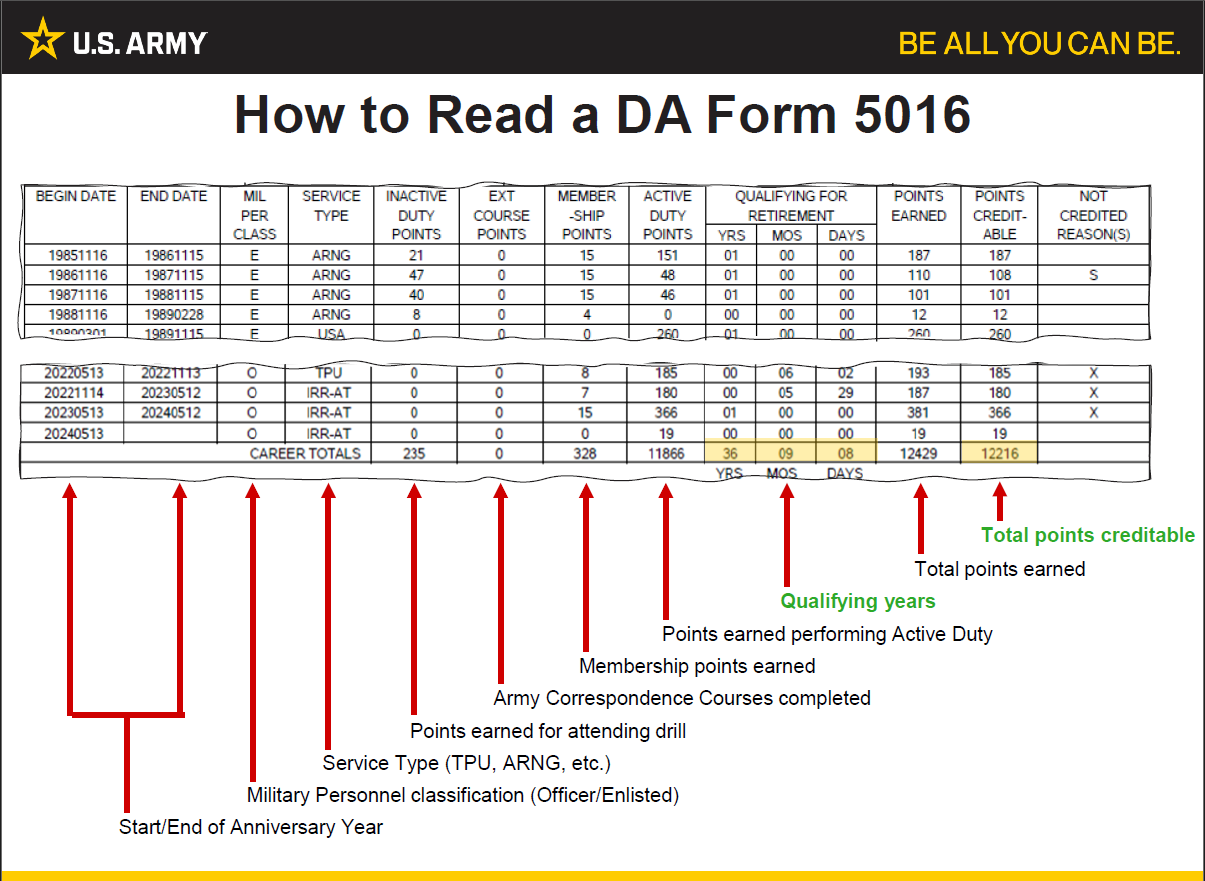 U.S. ARMY
BE ALL YOU CAN BE.
How to Read a DA Form 5016
BEGIN DATE END DATE MIL PER CLASS SERVICE TYPE INACTIVE DUTY POINTS EXT COURSE POINTS MEMBER -SHIP POINTS ACTIVE DUTY POINTS QUALIFYING FOR RETIREMENT YRS MOS DAYS POINTS EARNED POINTS CREDIT- ABLE NOT CREDITED REASON(S)
19851116 19861115 E ARNG 21 0 15 151 01 00 00 187 187
19861116 19871115 E ARNG 47 0 15 48 01 00 00 110 108 S
19871116 19881115 E ARNG 40 0 15 46 01 00 00 101 101
19881116 19890228 E ARNG 8 0 4 0 00 00 00 12 12
19890301 19891115 E USA 0 0 0 260 01 00 00 260 260
20220513 20221113 O TPU 0 0 8 185 00 06 02 193 185 X
20221114 20230512 O IRR-AT 0 0 7 180 00 05 29 187 180 X
20230513 20240512 O IRR-AT 0 0 15 366 01 00 00 381 366 X
20240513 O IRR-AT 0 0 0 19 00 00 00 19 19
CAREER TOTALS 235 0 328 11866 36 09 08 12429 12216
YRS MOS DAYS
Total points creditable
Total points earned
Qualifying years
Points earned performing Active Duty
Membership points earned
Army Correspondence Courses completed
Points earned for attending drill
Service Type (TPU, ARNG, etc.)
Military Personnel classification (Officer/Enlisted)
Start/End of Anniversary Year